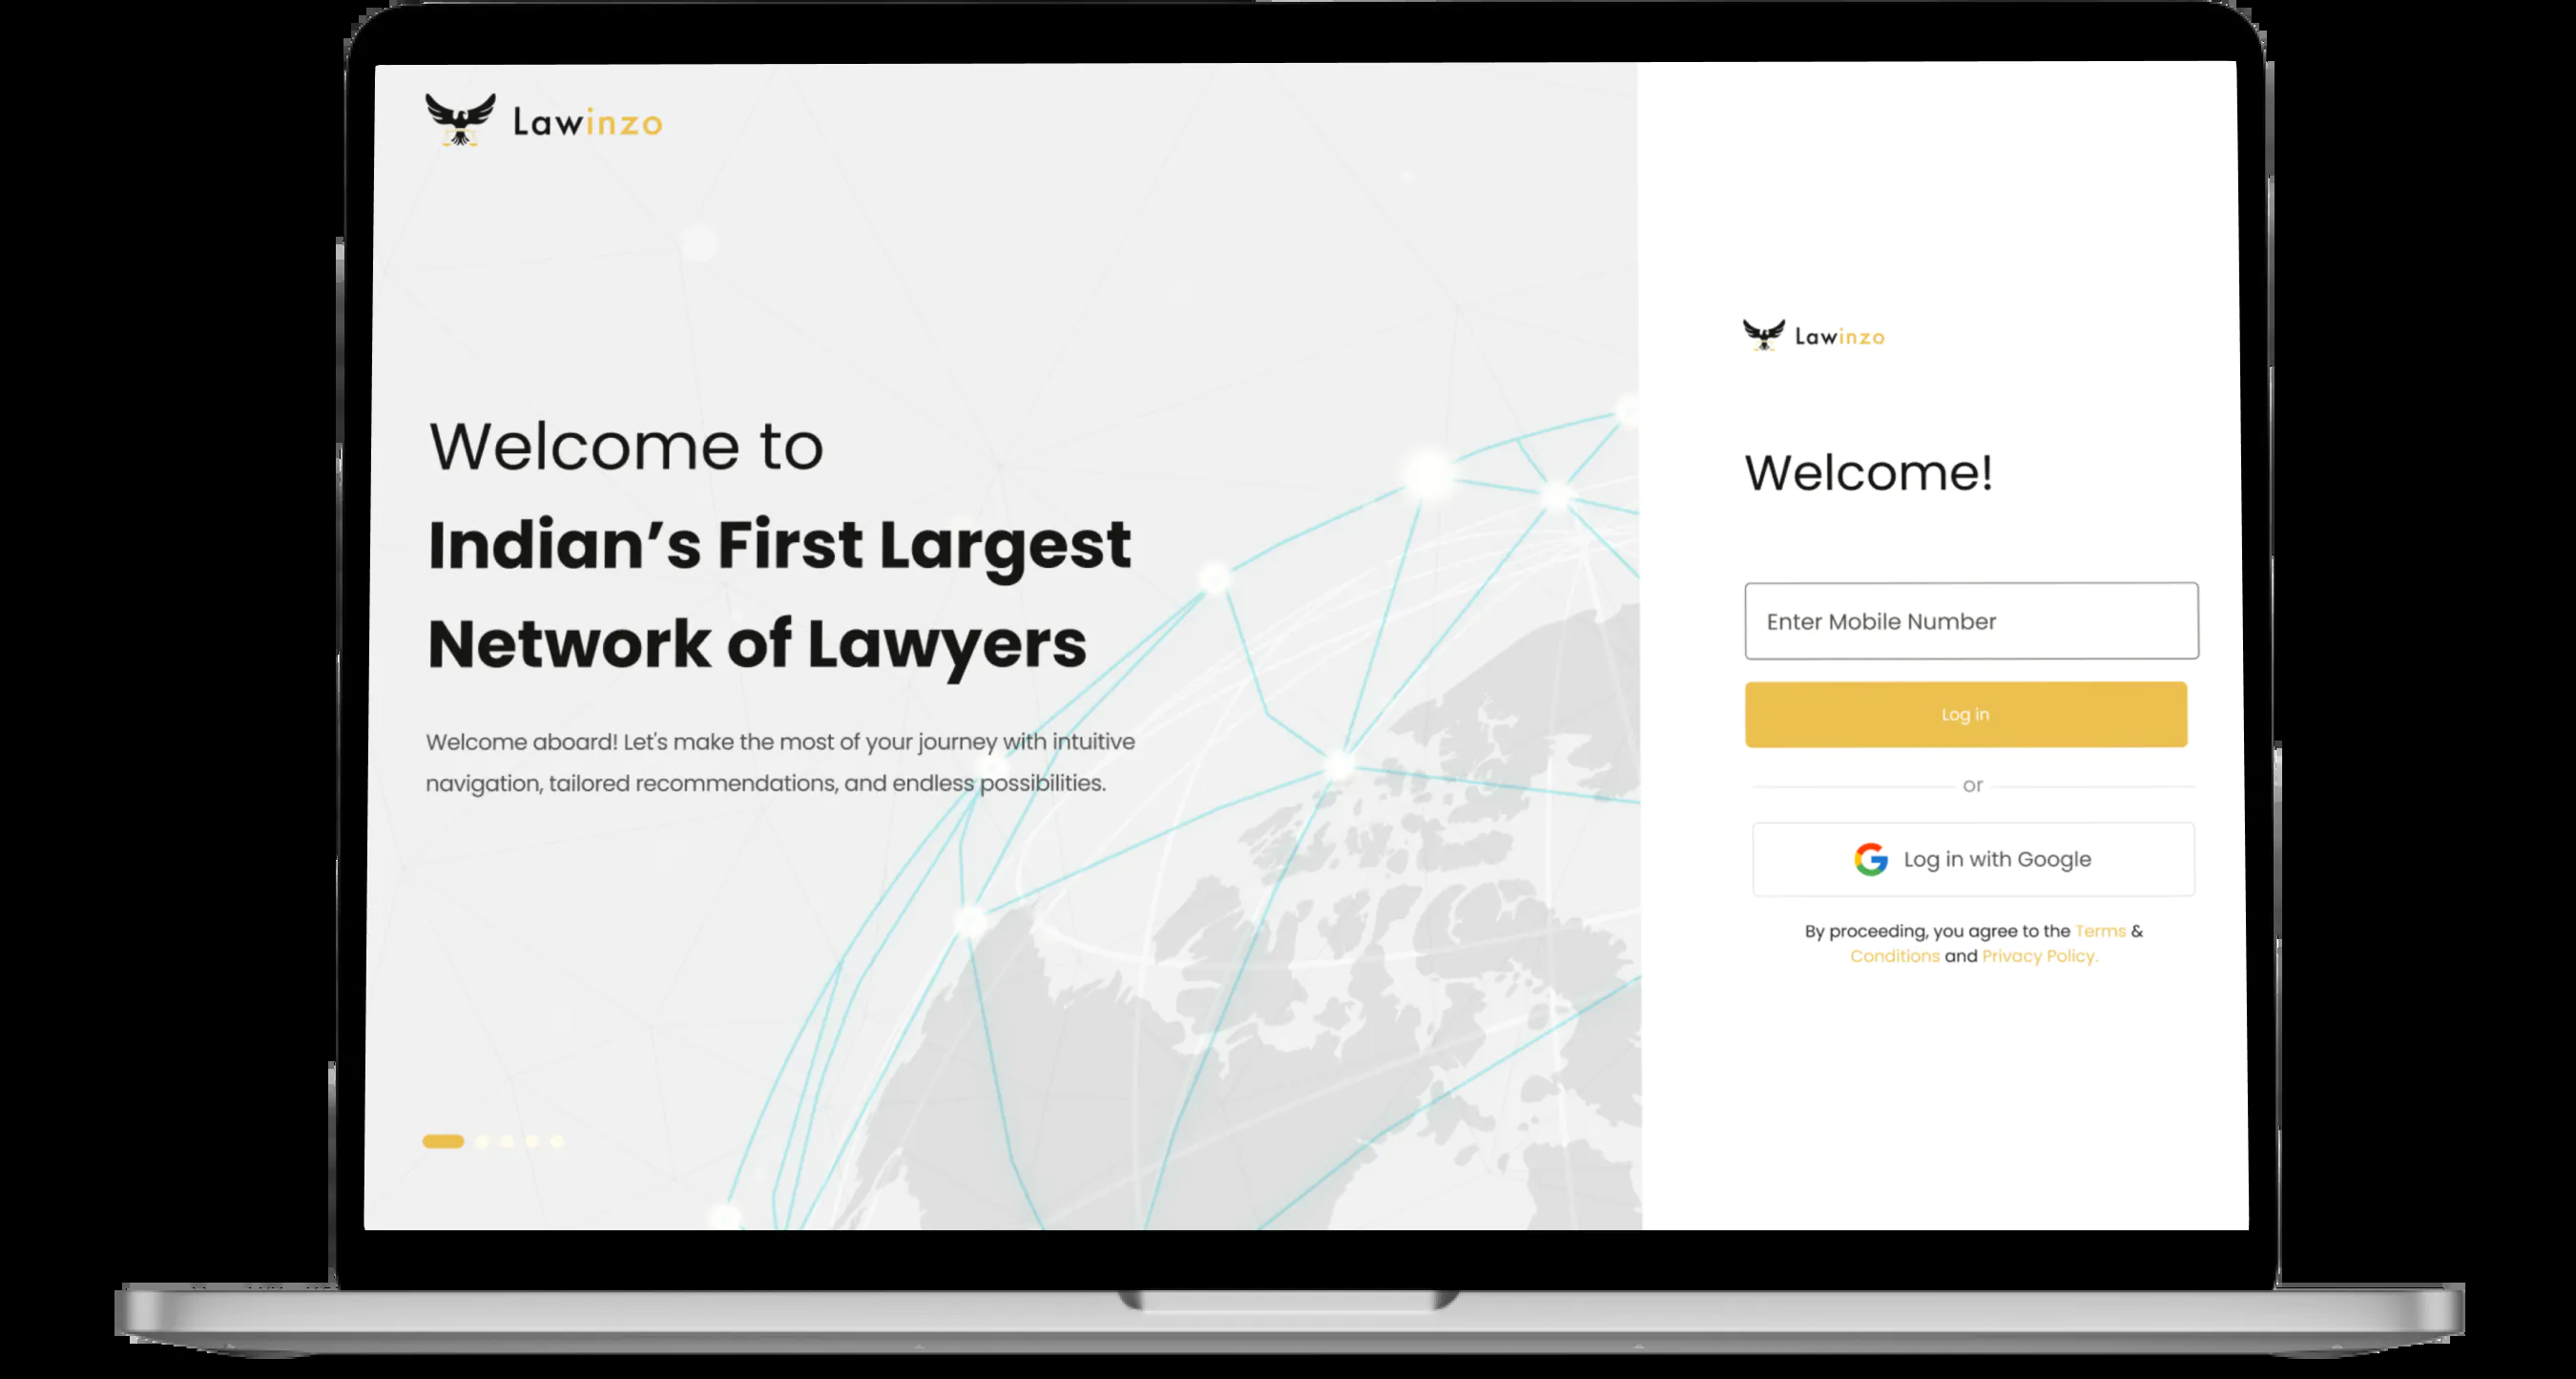 Lawinzo
Welcome to
Indian’s First Largest
Network of Lawyers
Welcome aboard! Let's make the most of your journey with intuitive
navigation, tailored recommendations, and endless possibilities.
Lawinzo
Welcome!
Enter Mobile Number
Log in
or
Log in with Google
By proceeding, you agree to the Terms &
Conditions and Privacy Policy.